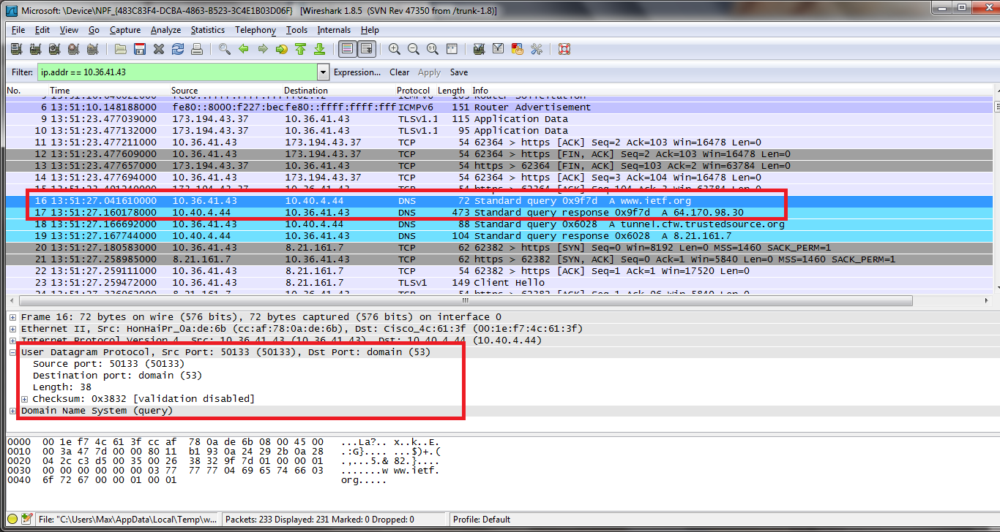 Microsoft: \Device\NPF_{483C83F4-DCBA-4863-B523-3C4E1B03D06F} [Wireshark 1.8.5 (SVN Rev 47350 from /trunk-1.8)]
File Edit View Go Capture Analyze Statistics Telephony Tools Internals Help
Filter: ip.addr == 10.36.41.43 Expression... Clear Apply Save
No. Time Source Destination Protocol Length Info
6 13:51:10.148188000 fe80::8000:f227:bec fe80::ffff:ffff:fff ICMPv6 151 Router Advertisement
9 13:51:23.477039000 173.194.43.37 10.36.41.43 TLSv1.1 115 Application Data
10 13:51:23.477132000 173.194.43.37 10.36.41.43 TLSv1.1 95 Application Data
11 13:51:23.477211000 10.36.41.43 173.194.43.37 TCP 54 62364 > https [ACK] Seq=2 Ack=103 Win=16478 Len=0
12 13:51:23.477609000 10.36.41.43 173.194.43.37 TCP 54 62364 > https [FIN, ACK] Seq=2 Ack=103 Win=16478 Len=0
13 13:51:23.477657000 173.194.43.37 10.36.41.43 TCP 54 https > 62364 [FIN, ACK] Seq=103 Ack=2 Win=63784 Len=0
14 13:51:23.477694000 10.36.41.43 173.194.43.37 TCP 54 62364 > https [ACK] Seq=3 Ack=104 Win=16478 Len=0
16 13:51:27.041610000 10.36.41.43 10.40.4.44 DNS 72 Standard query 0x9f7d A www.ietf.org
17 13:51:27.160178000 10.40.4.44 10.36.41.43 DNS 473 Standard query response 0x9f7d A 64.170.98.30
18 13:51:27.166692000 10.36.41.43 10.40.4.44 DNS 88 Standard query 0x6028 A tunnel.cfw.trustedsource.org
19 13:51:27.167744000 10.40.4.44 10.36.41.43 DNS 104 Standard query response 0x6028 A 8.21.161.7
20 13:51:27.180583000 10.36.41.43 8.21.161.7 TCP 62 62382 > https [SYN] Seq=0 Win=8192 Len=0 MSS=1460 SACK_PERM=1
21 13:51:27.258985000 8.21.161.7 10.36.41.43 TCP 62 https > 62382 [SYN, ACK] Seq=0 Ack=1 Win=5840 Len=0 MSS=1460 SACK_PERM=1
22 13:51:27.259111000 10.36.41.43 8.21.161.7 TCP 54 62382 > https [ACK] Seq=1 Ack=1 Win=17520 Len=0
23 13:51:27.259472000 10.36.41.43 8.21.161.7 TLSv1 149 Client Hello
Frame 16: 72 bytes on wire (576 bits), 72 bytes captured (576 bits) on interface 0
Ethernet II, Src: HonHaiPr_0a:de:6b (cc:af:78:0a:de:6b), Dst: Cisco_4c:61:3f (00:1e:f7:4c:61:3f)
Internet Protocol Version 4, Src: 10.36.41.43 (10.36.41.43), Dst: 10.40.4.44 (10.40.4.44)
User Datagram Protocol, Src Port: 50133 (50133), Dst Port: domain (53)
Source port: 50133 (50133)
Destination port: domain (53)
Length: 38
Checksum: 0x3832 [validation disabled]
Domain Name System (query)
0000 00 1e f7 4c 61 3f cc af 78 0a de 6b 08 00 45 00 ...La?.. x..k..E.
0010 00 3a 47 7d 00 00 80 11 b1 93 0a 24 29 2b 0a 28 .:G}.... ...$)+.(
0020 04 2c c3 d5 00 35 00 26 38 32 9f 7d 01 00 00 01 .,...5.& 82.}....
0030 00 00 00 00 00 00 03 77 77 77 04 69 65 74 66 03 .......w ww.ietf.
0040 6f 72 67 00 00 01 00 01 org.....
File: "C:\Users\Max\AppData\Local\Temp\w... Packets: 233 Displayed: 231 Marked: 0 Dropped: 0 Profile: Default